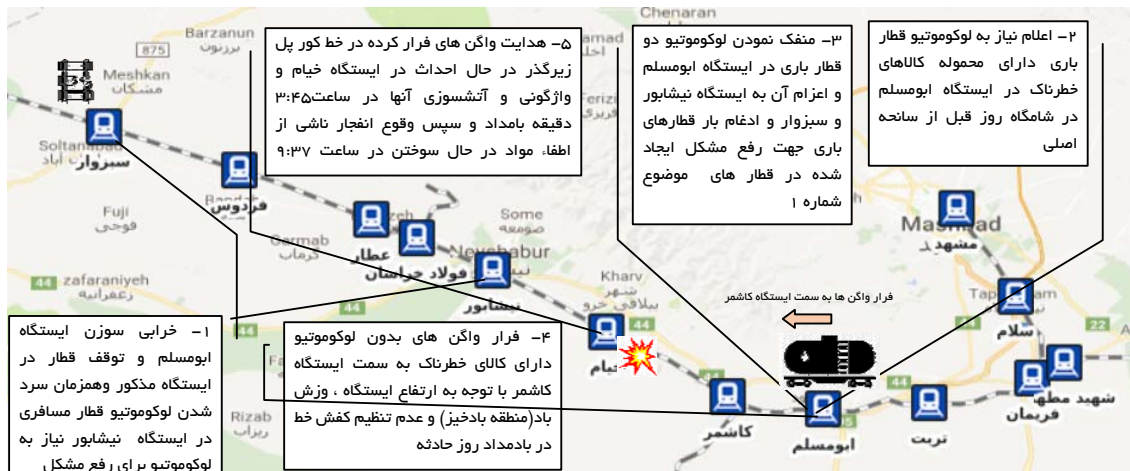 ۵- هدایت واگن های فرار کرده در خط کور پل
زیرگذر در حال احداث در ایستگاه خیام و
واژگونی و آتشسوزی آنها در ساعت۳:۴۵
دقیقه بامداد و سپس وقوع انفجار ناشی از
اطفاء مواد در حال سوختن در ساعت ۹:۳۷
۳- منفک نمودن لوکوموتیو دو
قطار باری در ایستگاه ابومسلم
و اعزام آن به ایستگاه نیشابور
و سبزوار و ادغام بار قطارهای
باری جهت رفع مشکل ایجاد
شده در قطار های موضوع
شماره ۱
۲- اعلام نیاز به لوکوموتیو قطار
باری دارای محموله کالاهای
خطرناک در ایستگاه ابومسلم
در شامگاه روز قبل از سانحه
اصلی
Chenaran
Barzanun
برزنون
875
Meshkan
مشکان
Soltanabad
سبزوار
فردوس
Fuji
فوجی
Garmab
گرماب
عطار
فولاد خراسان
Some
صومعه
Neyshabur
نیشابور
44
zafaraniyeh
زعفرانیه
44
44
Kharv
شهر
ییلاقی خرو
44
خیام
Mashhad
مشهد
سلام
22
شهید مطهری
فریمان
تربت
44
44
ابومسلم
کاشمر
فرار واگن ها به سمت ایستگاه کاشمر
Rizab
ریزاب
۱- خرابی سوزن ایستگاه
ابومسلم و توقف قطار در
ایستگاه مذکور وهمزمان سرد
شدن لوکوموتیو قطار مسافری
در ایستگاه نیشابور نیاز به
لوکوموتیو برای رفع مشکل
۴- فرار واگن های بدون لوکوموتیو
دارای کالای خطرناک به سمت ایستگاه
کاشمر با توجه به ارتفاع ایستگاه ، وزش
باد(منطقه بادخیز) و عدم تنظیم کفش خط
در بادمداد روز حادثه